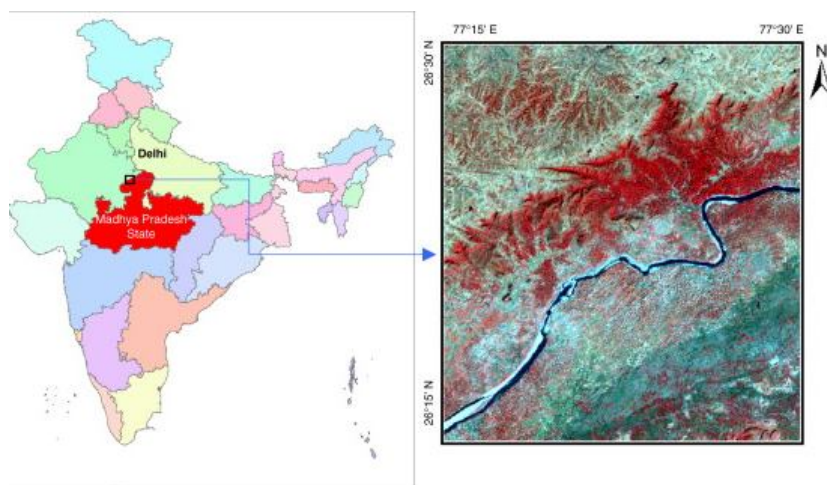 Delhi
Madhya Pradesh
State
77°15' E
77°30' E
26°30' N
26°15' N
N